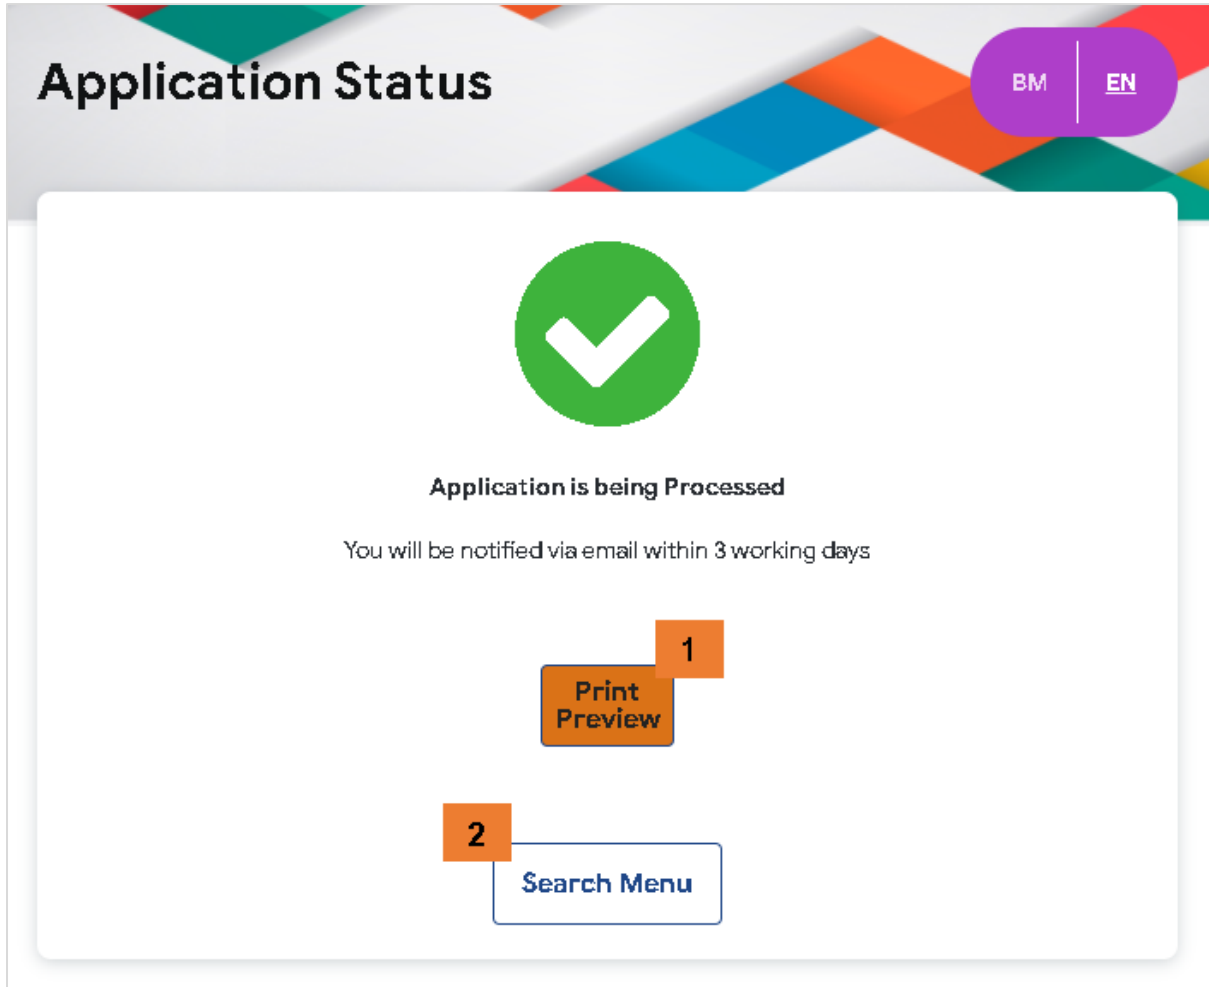 Application Status
BM
EN
Application is being Processed
You will be notified via email within 3 working days
1
Print
Preview
2
Search Menu